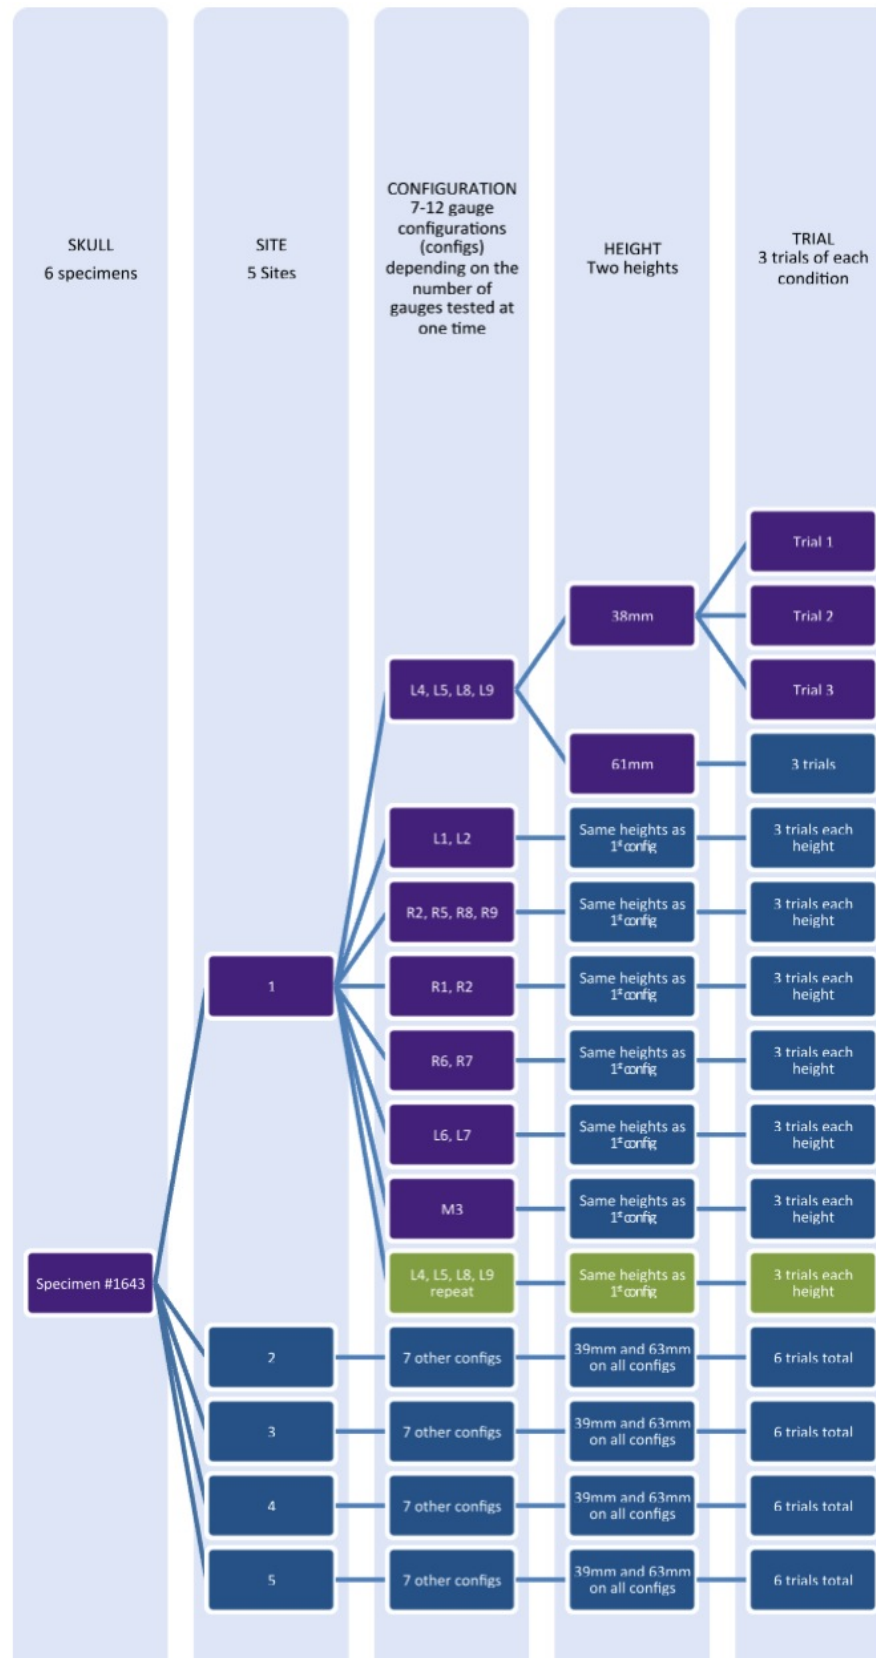 SKULL
6 specimens
SITE
5 Sites
CONFIGURATION
7-12 gauge
configurations
(configs)
depending on the
number of
gauges tested at
one time
HEIGHT
Two heights
TRIAL
3 trials of each
condition
Trial 1
38mm
Trial 2
L4, L5, L8, L9
Trial 3
61mm
3 trials
L1, L2
Same heights as
1st config
3 trials each
height
R2, R5, R8, R9
Same heights as
1st config
3 trials each
height
1
R1, R2
Same heights as
1st config
3 trials each
height
R6, R7
Same heights as
1st config
3 trials each
height
L6, L7
Same heights as
1st config
3 trials each
height
M3
Same heights as
1st config
3 trials each
height
Specimen #1643
L4, L5, L8, L9
repeat
Same heights as
1st config
3 trials each
height
2
7 other configs
39mm and 63mm
on all configs
6 trials total
3
7 other configs
39mm and 63mm
on all configs
6 trials total
4
7 other configs
39mm and 63mm
on all configs
6 trials total
5
7 other configs
39mm and 63mm
on all configs
6 trials total